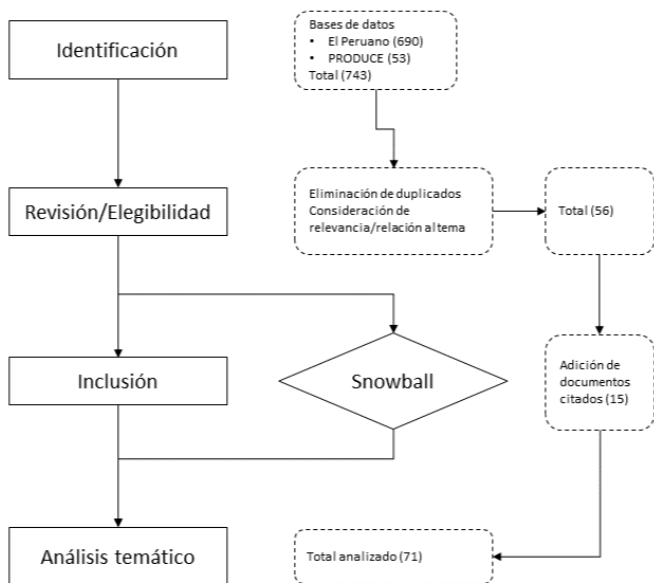 Identificación
Bases de datos
• El Peruano (690)
• PRODUCE (53)
Total (743)
Revisión/Elegibilidad
Eliminación de duplicados
Consideración de
relevancia/relación al tema
Total (56)
Inclusión
Snowball
Adición de
documentos
citados (15)
Análisis temático
Total analizado (71)